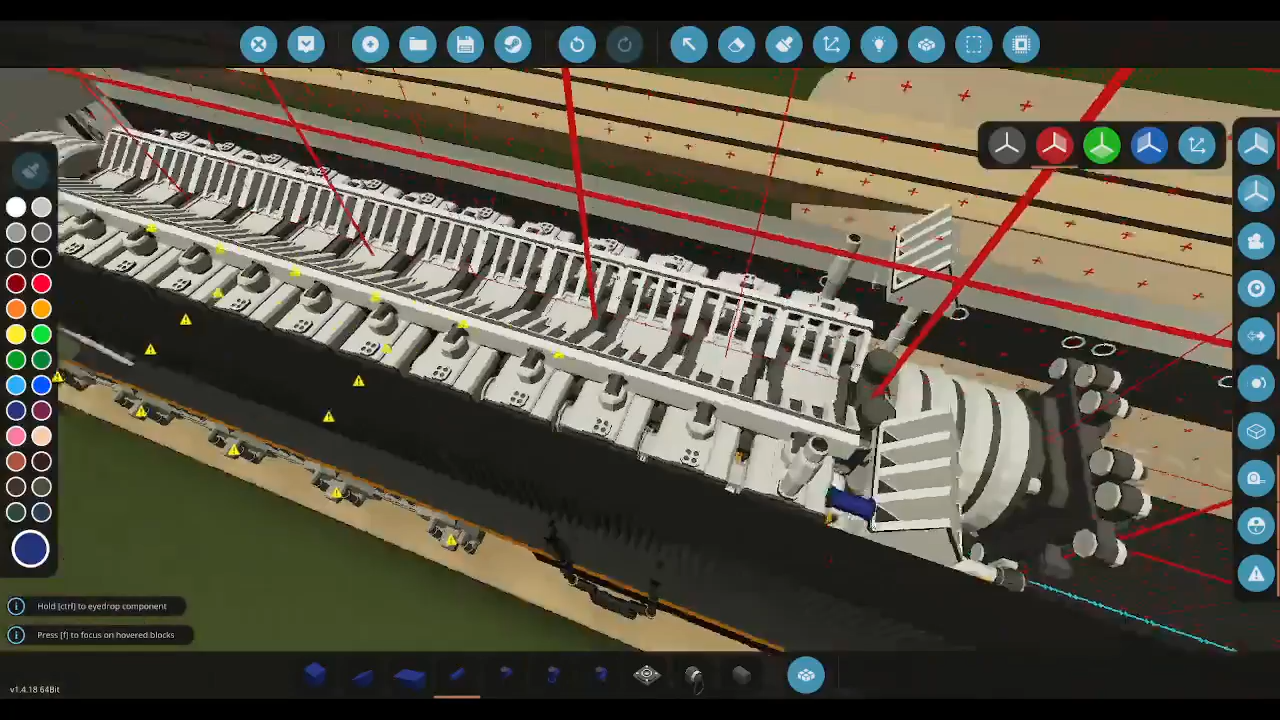 Hold [ctrl] to eyedrop component
Press [f] to focus on hovered blocks
v1.4.18 64Bit